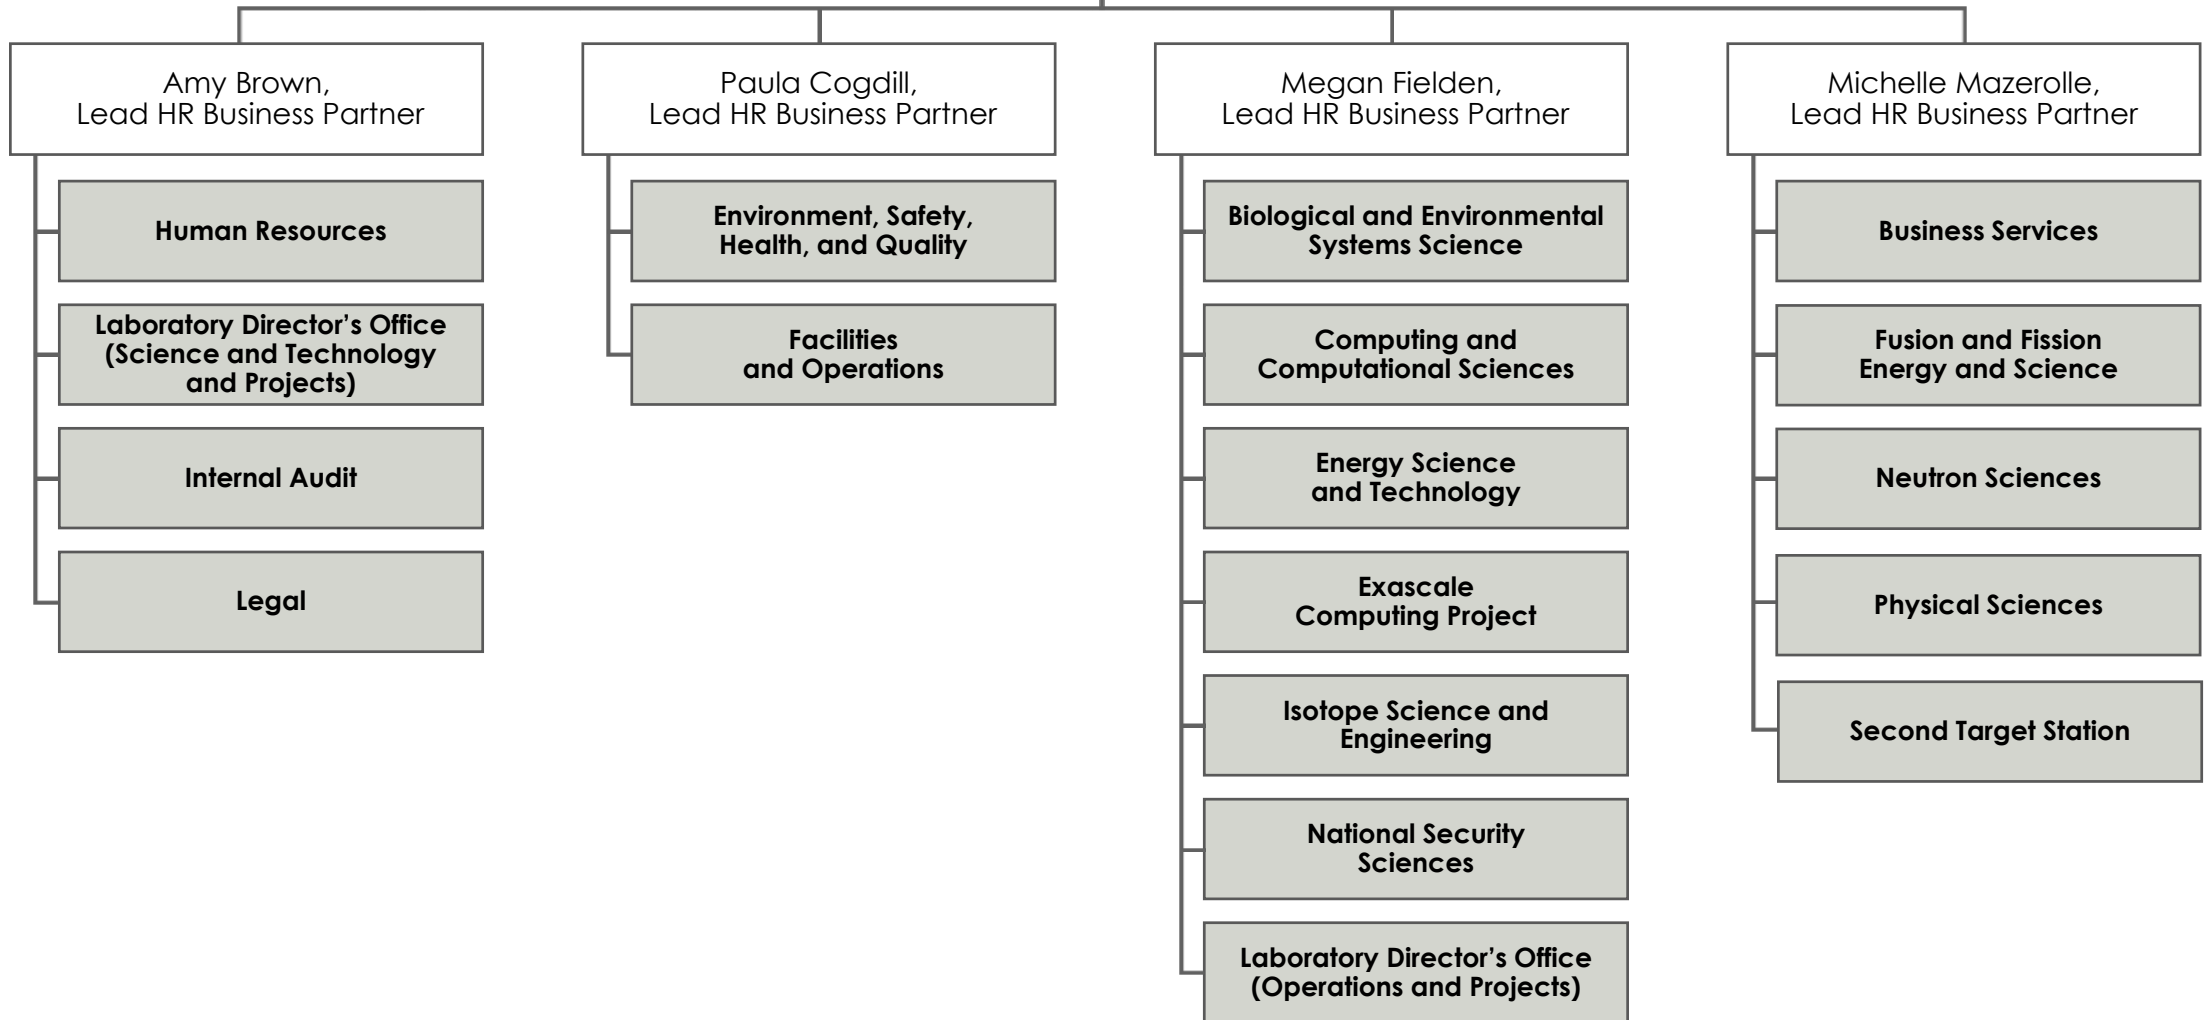 Amy Brown,
Lead HR Business Partner
Human Resources
Laboratory Director’s Office
(Science and Technology
and Projects)
Internal Audit
Legal
Paula Cogdill,
Lead HR Business Partner
Environment, Safety,
Health, and Quality
Facilities
and Operations
Megan Fielden,
Lead HR Business Partner
Biological and Environmental
Systems Science
Computing and
Computational Sciences
Energy Science
and Technology
Exascale
Computing Project
Isotope Science and
Engineering
National Security
Sciences
Laboratory Director’s Office
(Operations and Projects)
Michelle Mazerolle,
Lead HR Business Partner
Business Services
Fusion and Fission
Energy and Science
Neutron Sciences
Physical Sciences
Second Target Station